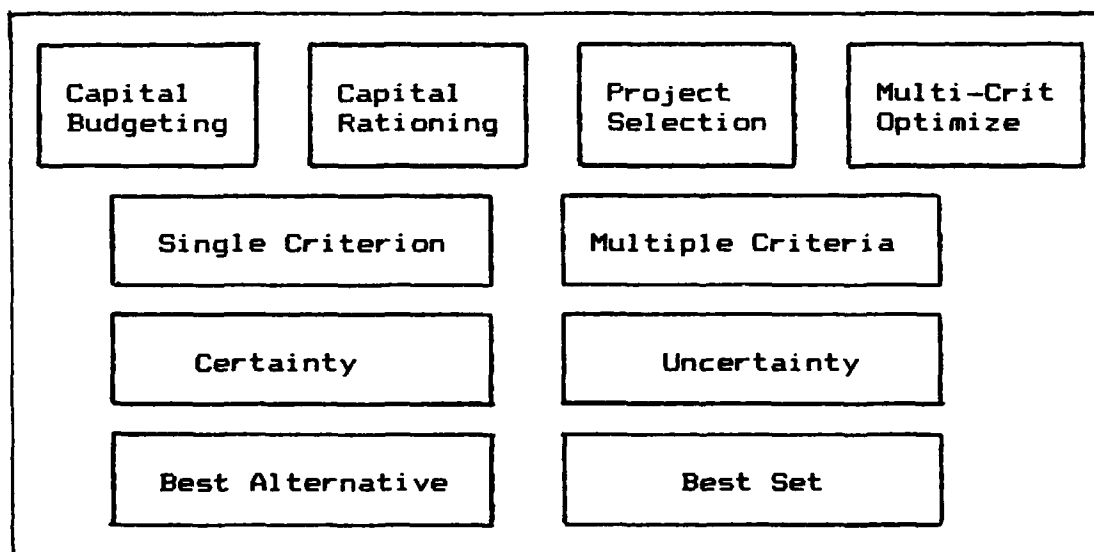 Capital
Budgeting
Capital
Rationing
Project
Selection
Multi-Crit
Optimize
Single Criterion
Multiple Criteria
Certainty
Uncertainty
Best Alternative
Best Set